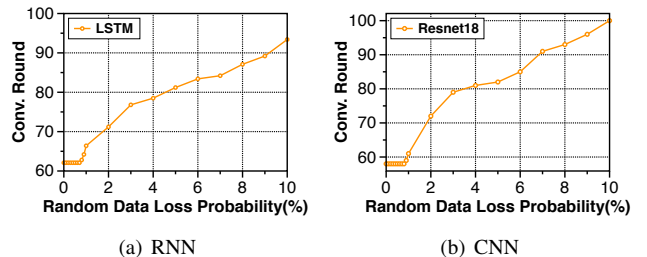 LSTM
Conv. Round
100
90
80
70
60
0 2 4 6 8 10
Random Data Loss Probability(%)
(a) RNN
Resnet18
Conv. Round
100
90
80
70
60
0 2 4 6 8 10
Random Data Loss Probability(%)
(b) CNN